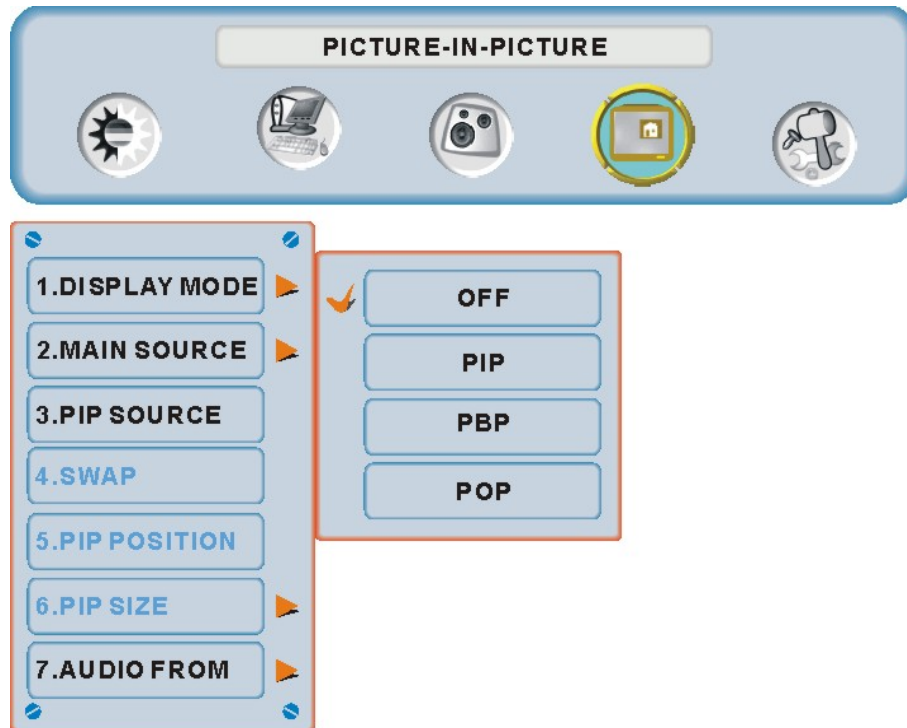 PICTURE-IN-PICTURE
1.DISPLAY MODE
2.MAIN SOURCE
3.PIP SOURCE
4.SWAP
5.PIP POSITION
6.PIP SIZE
7.AUDIO FROM
OFF
PIP
PBP
POP